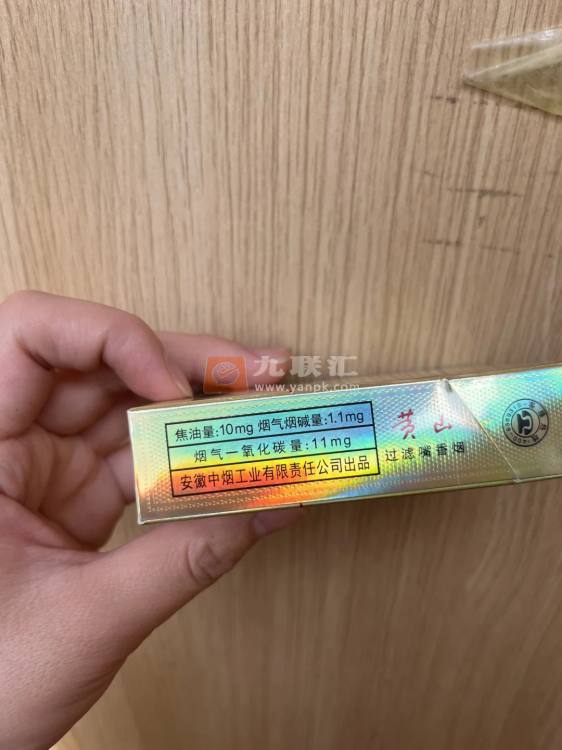 九联汇
www.yanpk.com
焦油量:10mg 烟气烟碱量:1.1mg
烟气一氧化碳量:11mg
安徽中烟工业有限责任公司出品
黄山
过滤嘴香烟